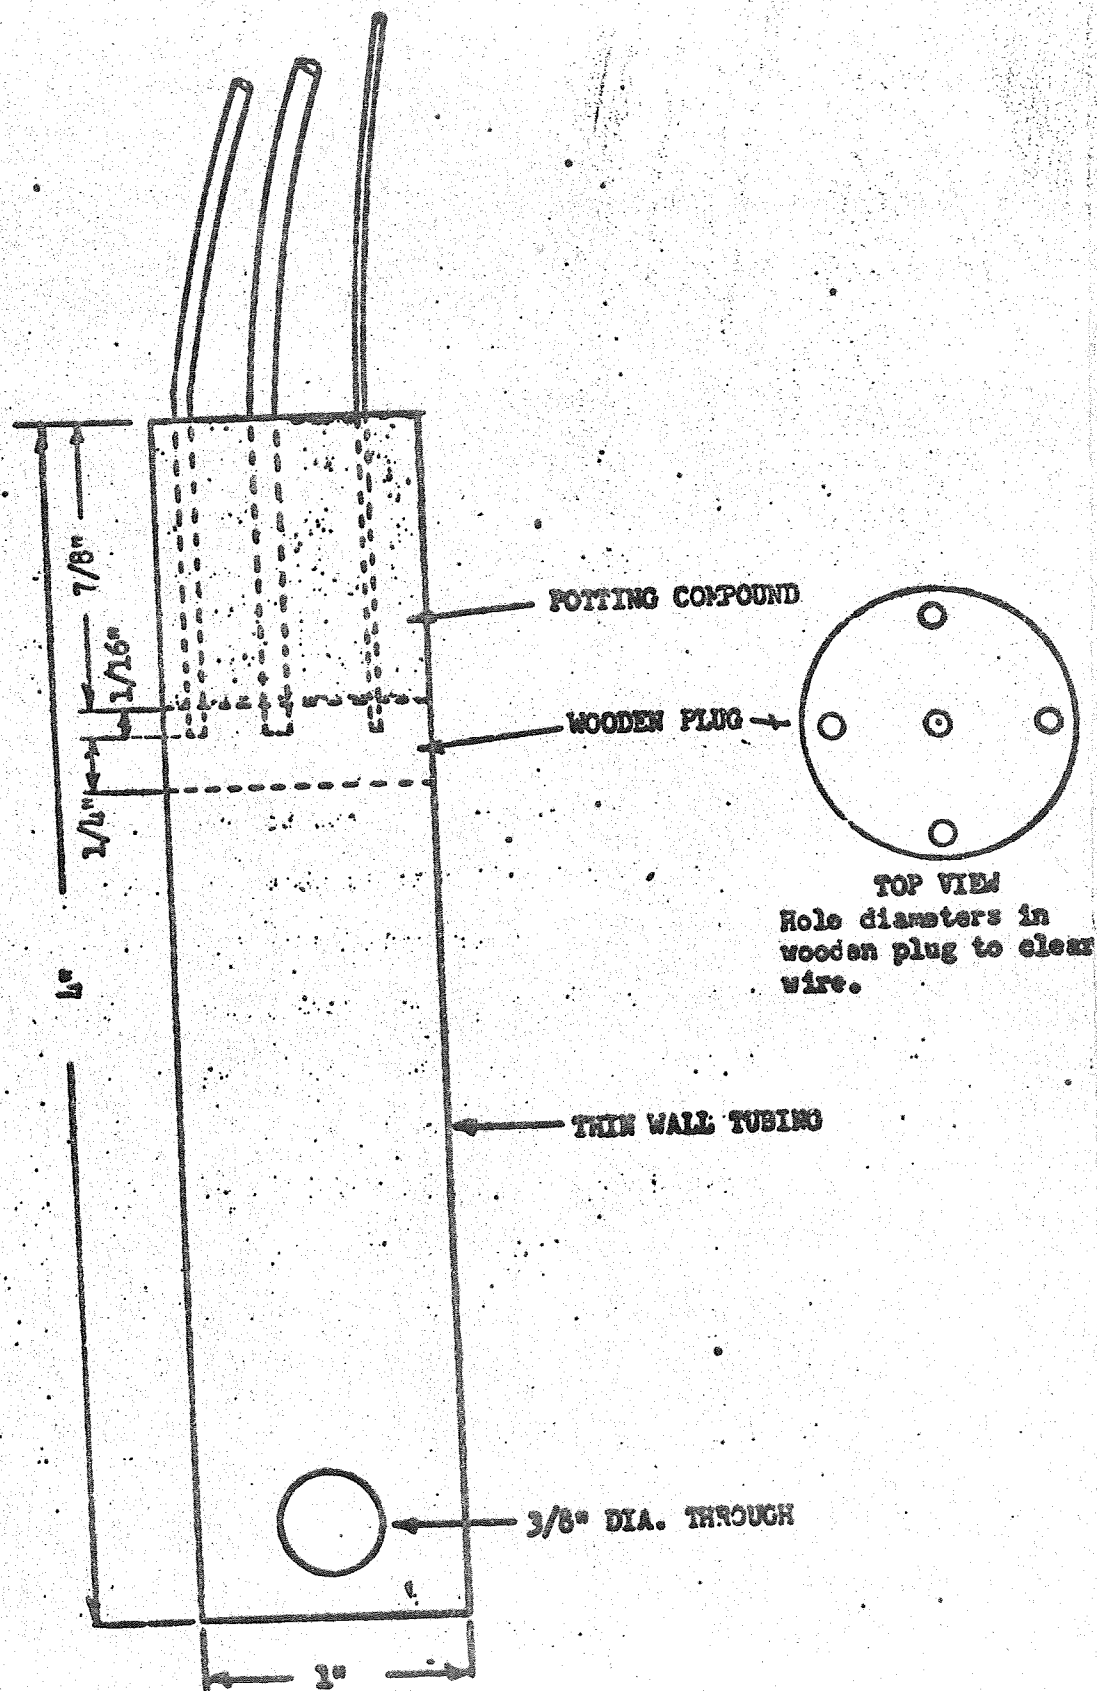 7/8"
1/16"
1/4"
4"
POTTING COMPOUND
WOODEN PLUG
TOP VIEW
Hole diameters in
wooden plug to clear
wire.
THIN WALL TUBING
3/8" DIA. THROUGH
1"